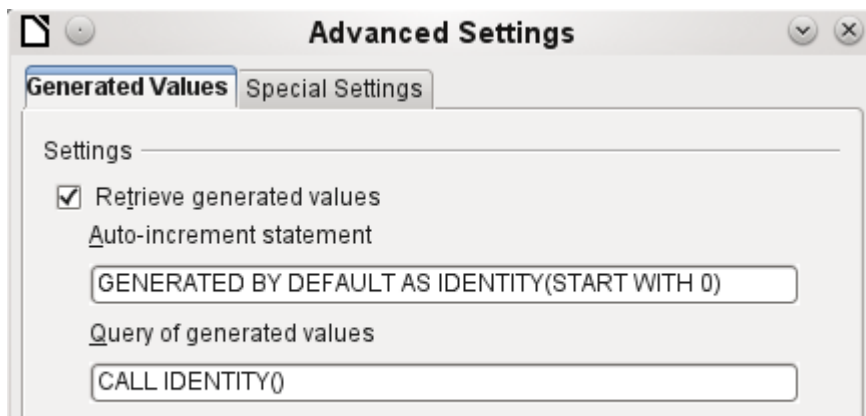 Advanced Settings
Generated Values Special Settings
Settings
Retrieve generated values
Auto-increment statement
GENERATED BY DEFAULT AS IDENTITY(START WITH 0)
Query of generated values
CALL IDENTITY()